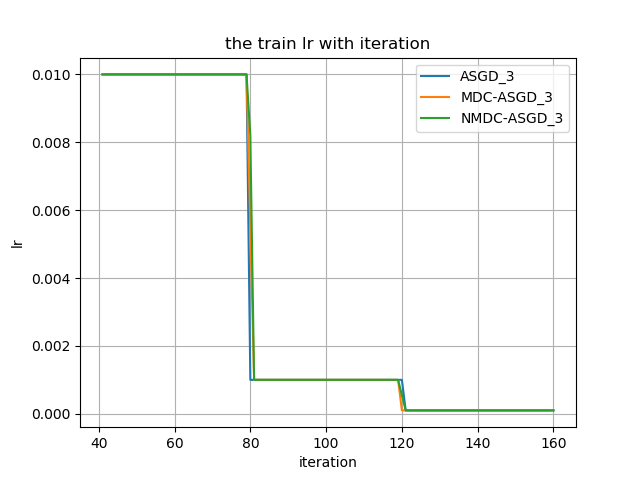 the train lr with iteration
ASGD_3
MDC-ASGD_3
NMDC-ASGD_3
lr
0.010
0.008
0.006
0.004
0.002
0.000
40 60 80 100 120 140 160
iteration